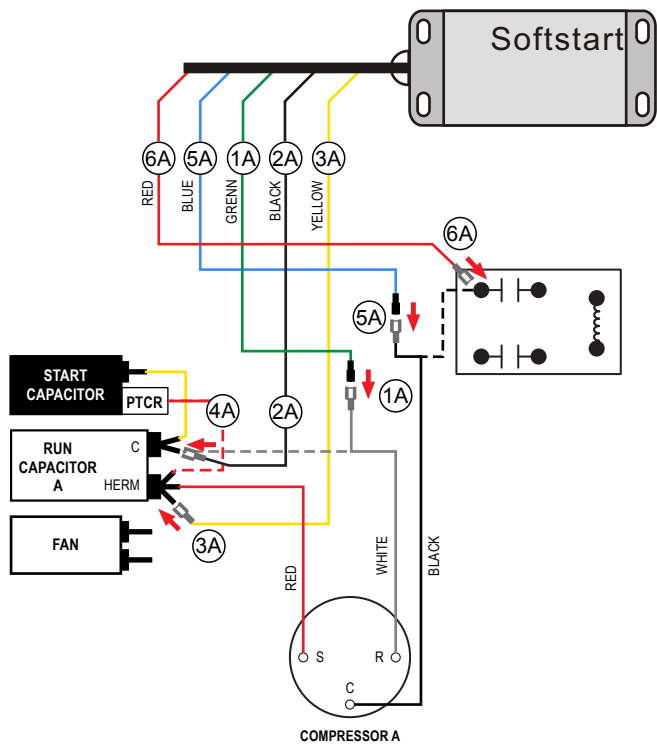 Softstart
6A
5A
1A
2A
3A
RED
BLUE
GRENN
BLACK
YELLOW
6A
5A
1A
START
CAPACITOR
PTCR
4A
2A
RUN
CAPACITOR
A
C
HERM
FAN
3A
RED
WHITE
BLACK
S
R
C
COMPRESSOR A